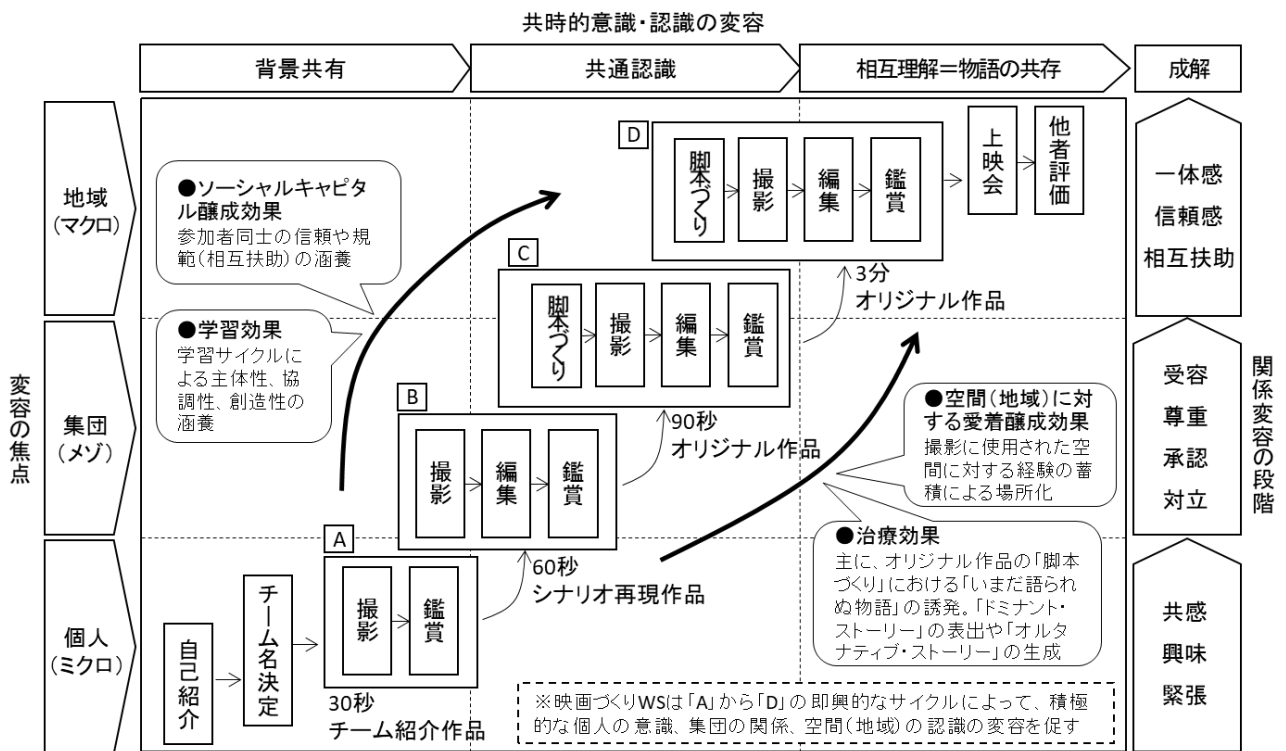 共時的意識・認識の変容
背景共有
共通認識
相互理解=物語の共存
成解
変容の焦点
地域
(マクロ)
集団
(メゾ)
個人
(ミクロ)
●ソーシャルキャピタ
ル醸成効果
参加者同士の信頼や規
範(相互扶助)の涵養
●学習効果
学習サイクルに
よる主体性、協
調性、創造性の
涵養
D
脚本づくり
撮影
編集
鑑賞
上映会
他者評価
3分
オリジナル作品
C
脚本づくり
撮影
編集
鑑賞
90秒
オリジナル作品
B
撮影
編集
鑑賞
60秒
シナリオ再現作品
A
撮影
鑑賞
30秒
チーム紹介作品
自己紹介
チーム名決定
●空間(地域)に対
する愛着醸成効果
撮影に使用された空
間に対する経験の蓄
積による場所化
●治療効果
主に、オリジナル作品の「脚本
づくり」における「いまだ語られ
ぬ物語」の誘発。「ドミナント・
ストーリー」の表出や「オルタ
ナティブ・ストーリー」の生成
※映画づくりWSは「A」から「D」の即興的なサイクルによって、積極
的な個人の意識、集団の関係、空間(地域)の認識の変容を促す
一体感
信頼感
相互扶助
受容
尊重
承認
対立
共感
興味
緊張
関係変容の段階